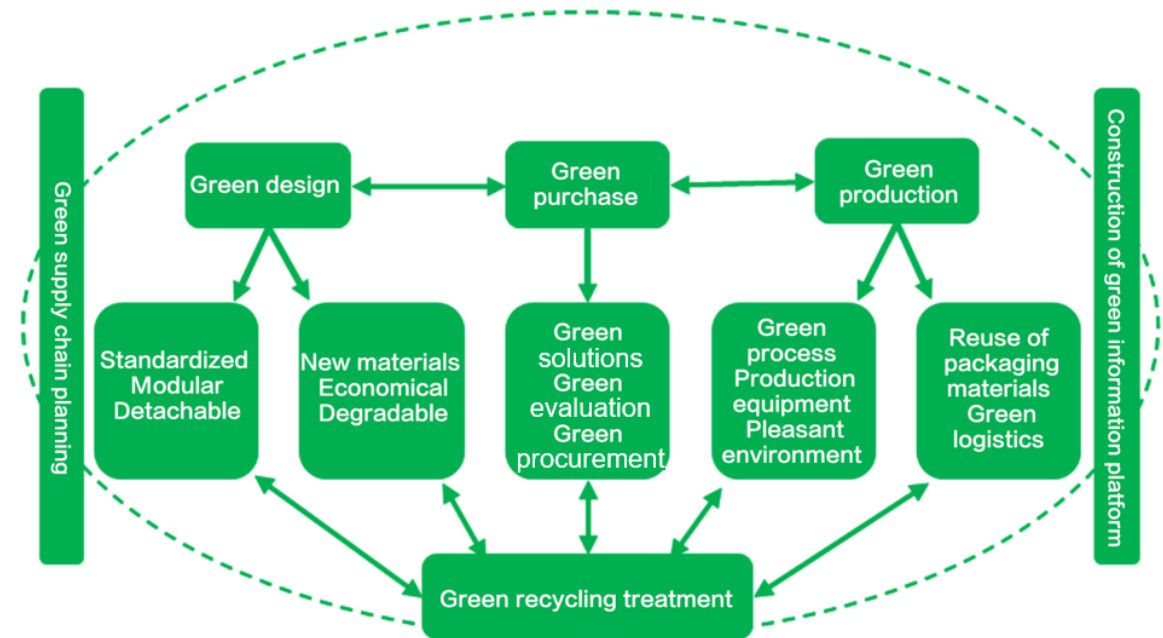 Green supply chain planning
Green design
Green
purchase
Green
production
Construction of green information platform
Standardized
Modular
Detachable
New materials
Economical
Degradable
Green
solutions
Green
evaluation
Green
procurement
Green
process
Production
equipment
Pleasant
environment
Reuse of
packaging
materials
Green
logistics
Green recycling treatment